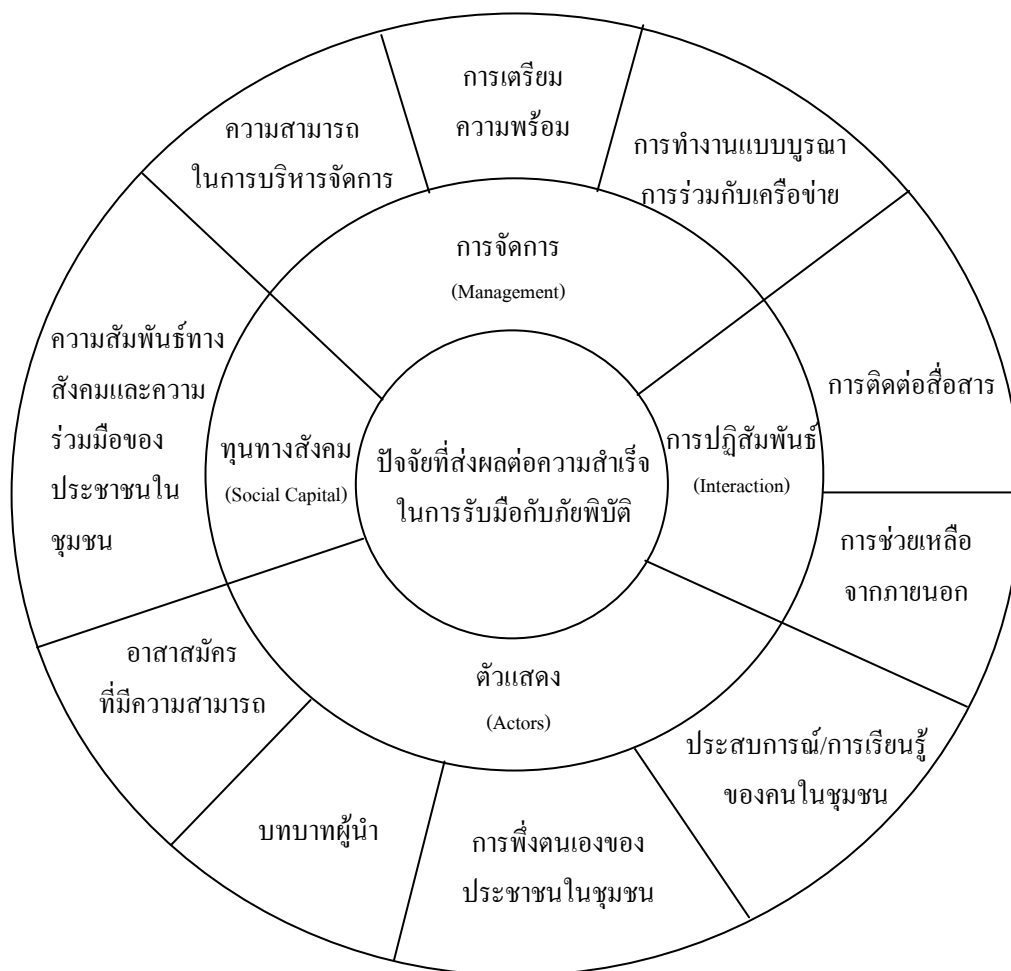 การเตรียม
ความพร้อม
ความสามารถ
ในการบริหารจัดการ
การทำงานแบบบูรณา
การร่วมกับเครือข่าย
การจัดการ
(Management)
ความสัมพันธ์ทาง
สังคมและความ
ร่วมมือของ
ประชาชนใน
ชุมชน
ทุนทางสังคม
(Social Capital)
ปัจจัยที่ส่งผลต่อความสำเร็จ
ในการรับมือกับภัยพิบัติ
การปฏิสัมพันธ์
(Interaction)
การติดต่อสื่อสาร
การช่วยเหลือ
จากภายนอก
อาสาสมัคร
ที่มีความสามารถ
ตัวแสดง
(Actors)
ประสบการณ์/การเรียนรู้
ของคนในชุมชน
บทบาทผู้นำ
การพึ่งตนเองของ
ประชาชนในชุมชน